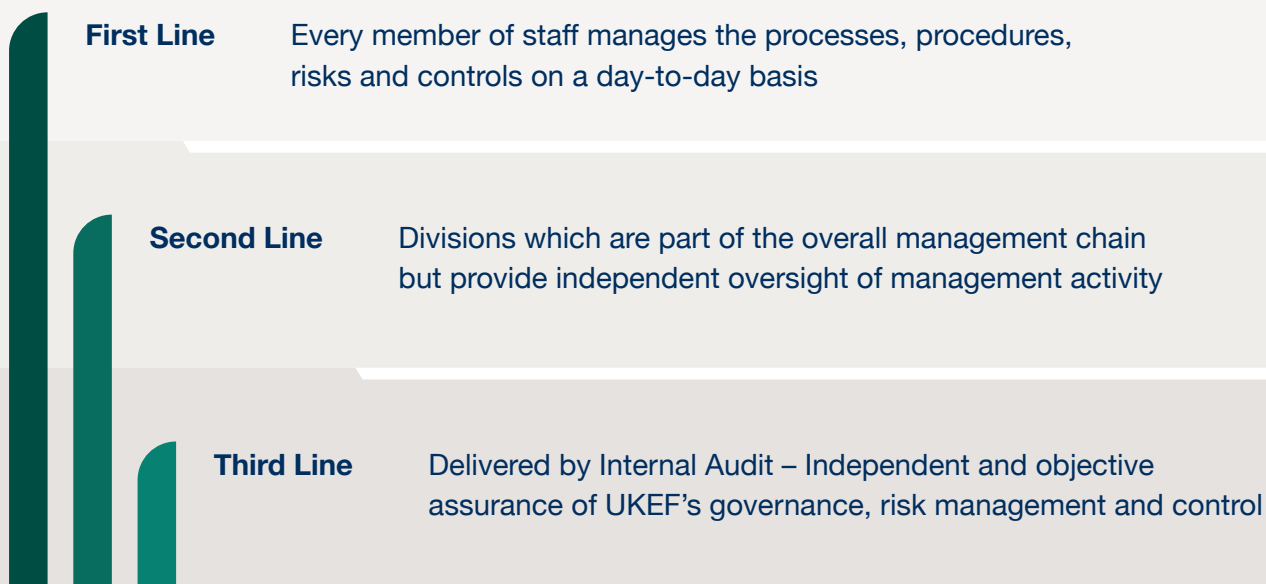 First Line
Every member of staff manages the processes, procedures,
risks and controls on a day-to-day basis
Second Line
Divisions which are part of the overall management chain
but provide independent oversight of management activity
Third Line
Delivered by Internal Audit – Independent and objective
assurance of UKEF’s governance, risk management and control